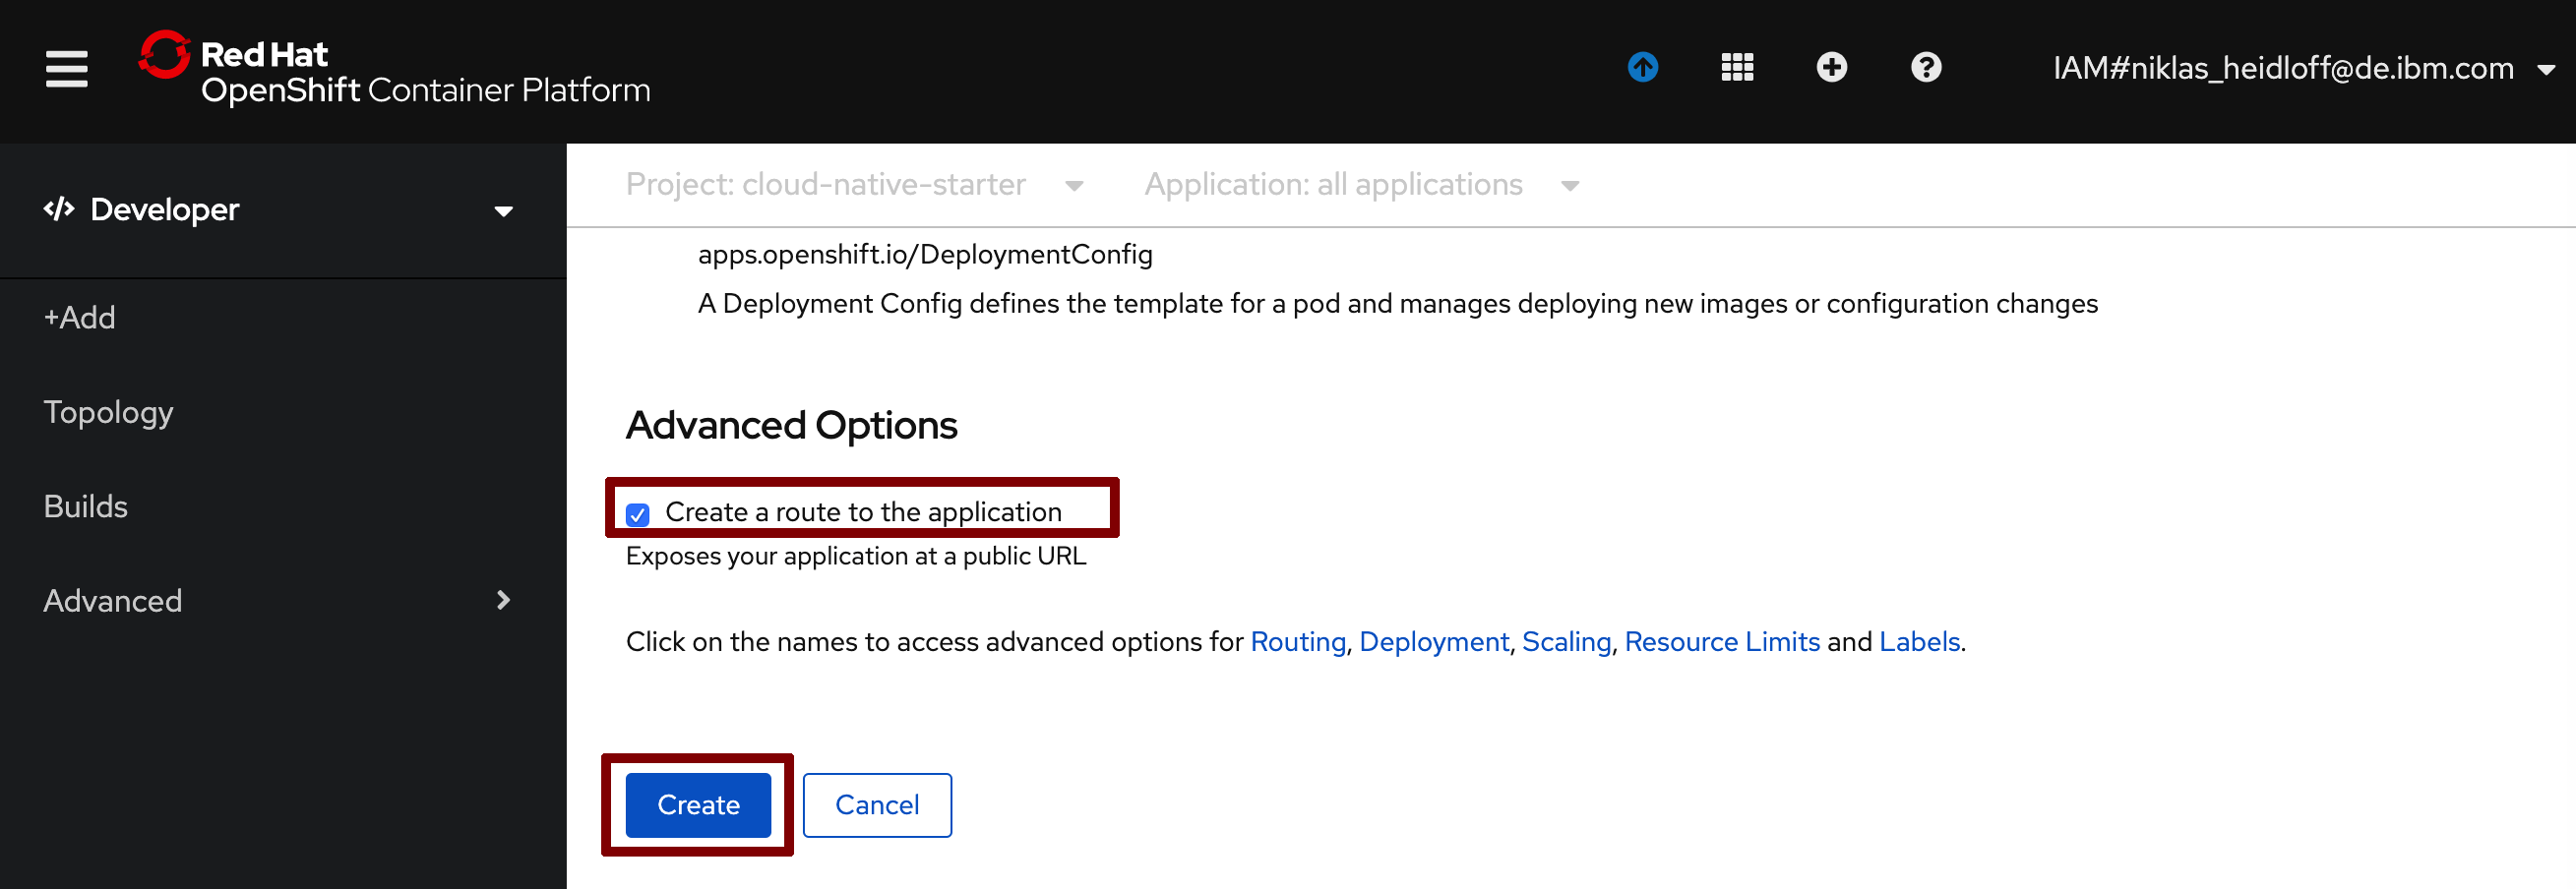 Red Hat
OpenShift Container Platform
IAM#niklas_heidloff@de.ibm.com
Developer
+Add
Topology
Builds
Advanced
Project: cloud-native-starter
Application: all applications
apps.openshift.io/DeploymentConfig
A Deployment Config defines the template for a pod and manages deploying new images or configuration changes
Advanced Options
Create a route to the application
Exposes your application at a public URL
Click on the names to access advanced options for Routing, Deployment, Scaling, Resource Limits and Labels.
Create
Cancel